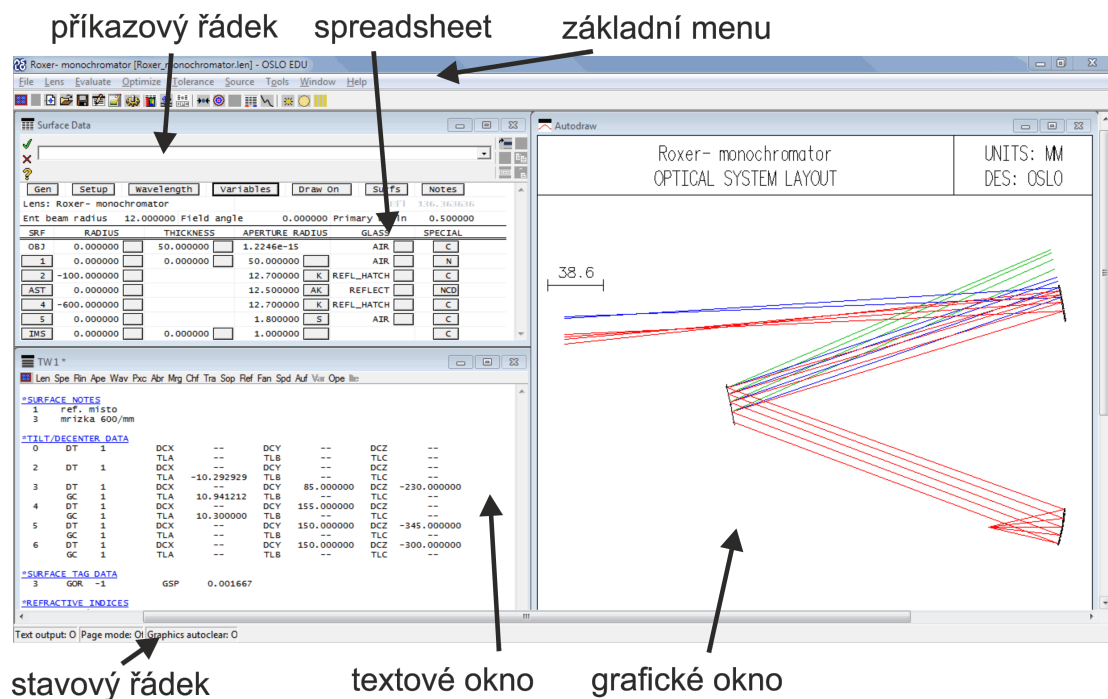 příkazový řádek spreadsheet základní menu
Roxer- monochromator [Roxer_monochromator.len] - OSLO EDU
File Lens Evaluate Optimize Tolerance Source Tools Window Help
Surface Data
Gen Setup Wavelength Variables Draw On Surfs Notes
Lens: Roxer- monochromator EFL 136.363636
Ent beam radius 12.000000 Field angle 0.000000 Primary wavln 0.500000
SRF RADIUS THICKNESS APERTURE RADIUS GLASS SPECIAL
OBJ 0.000000 50.000000 1.2246e-15 AIR C
1 0.000000 0.000000 50.000000 AIR N
2 -100.000000 12.700000 K REFL_HATCH C
AST 0.000000 12.500000 AK REFLECT NCD
4 -600.000000 12.700000 K REFL_HATCH C
5 0.000000 1.800000 S AIR C
IMS 0.000000 0.000000 1.000000 C
TW1 *
Len Spe Rin Ape Wav Pxc Abr Mrg Chf Tra Sop Ref Fan Spd Auf Var Ope Ite
*SURFACE NOTES
1 ref. misto
3 mrizka 600/mm
*TILT/DECENTER DATA
0 DT 1 DCX -- DCY -- DCZ --
TLA -- TLB -- TLC --
2 DT 1 DCX -- DCY -- DCZ --
TLA -10.292929 TLB -- TLC --
3 DT 1 DCX -- DCY 85.000000 DCZ -230.000000
GC 1 TLA 10.941212 TLB -- TLC --
4 DT 1 DCX -- DCY 155.000000 DCZ --
GC 1 TLA 10.300000 TLB -- TLC --
5 DT 1 DCX -- DCY 150.000000 DCZ -345.000000
GC 1 TLA -- TLB -- TLC --
6 DT 1 DCX -- DCY 150.000000 DCZ -300.000000
GC 1 TLA -- TLB -- TLC --
*SURFACE TAG DATA
3 GOR -1 GSP 0.001667
*REFRACTIVE INDICES
Autodraw
Roxer- monochromator
OPTICAL SYSTEM LAYOUT
UNITS: MM
DES: OSLO
38.6
Text output: O Page mode: Of Graphics autoclear: O
stavový řádek textové okno grafické okno